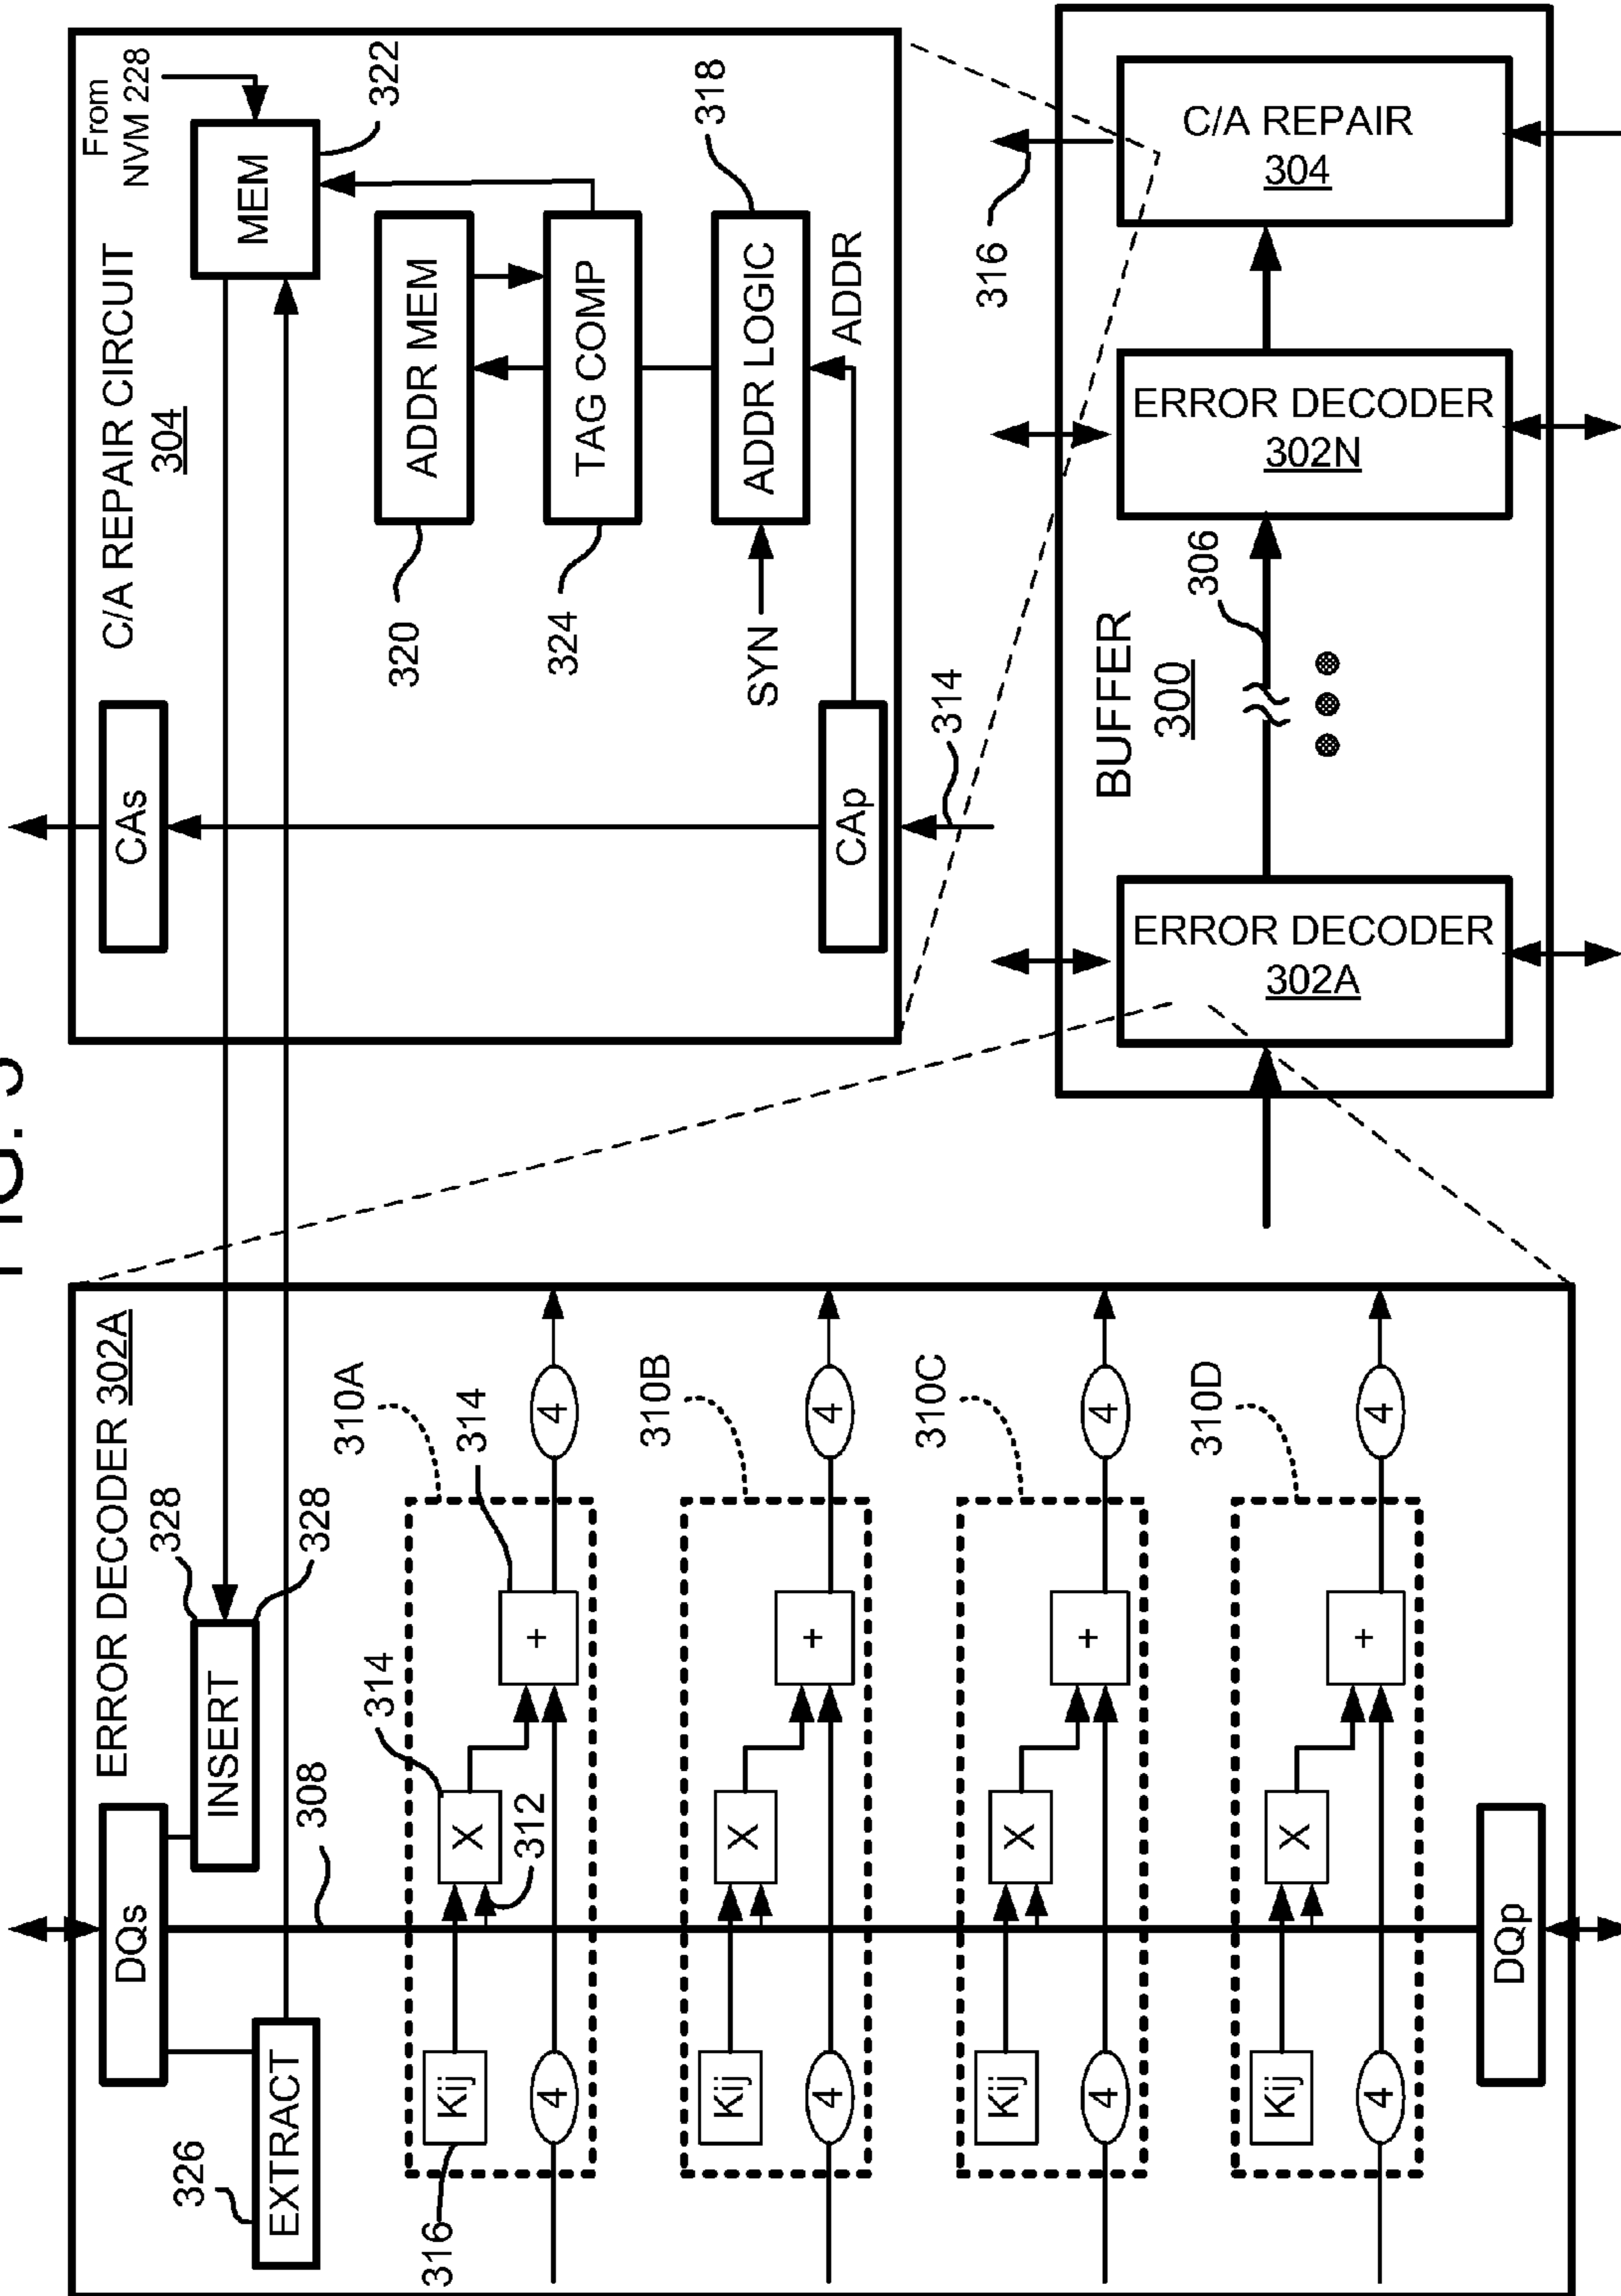 FIG. 3
ERROR DECODER 302A
DQs
328
INSERT
328
326
EXTRACT
308
310A
314
314
312
Kij
X
+
4
4
316
310B
Kij
X
+
4
4
310C
Kij
X
+
4
4
310D
Kij
X
+
4
4
DQp
C/A REPAIR CIRCUIT
304
From
NVM 228
MEM
322
CAs
ADDR MEM
320
TAG COMP
324
ADDR LOGIC
318
SYN
ADDR
CAp
314
316
BUFFER
300
306
ERROR DECODER
302A
ERROR DECODER
302N
C/A REPAIR
304